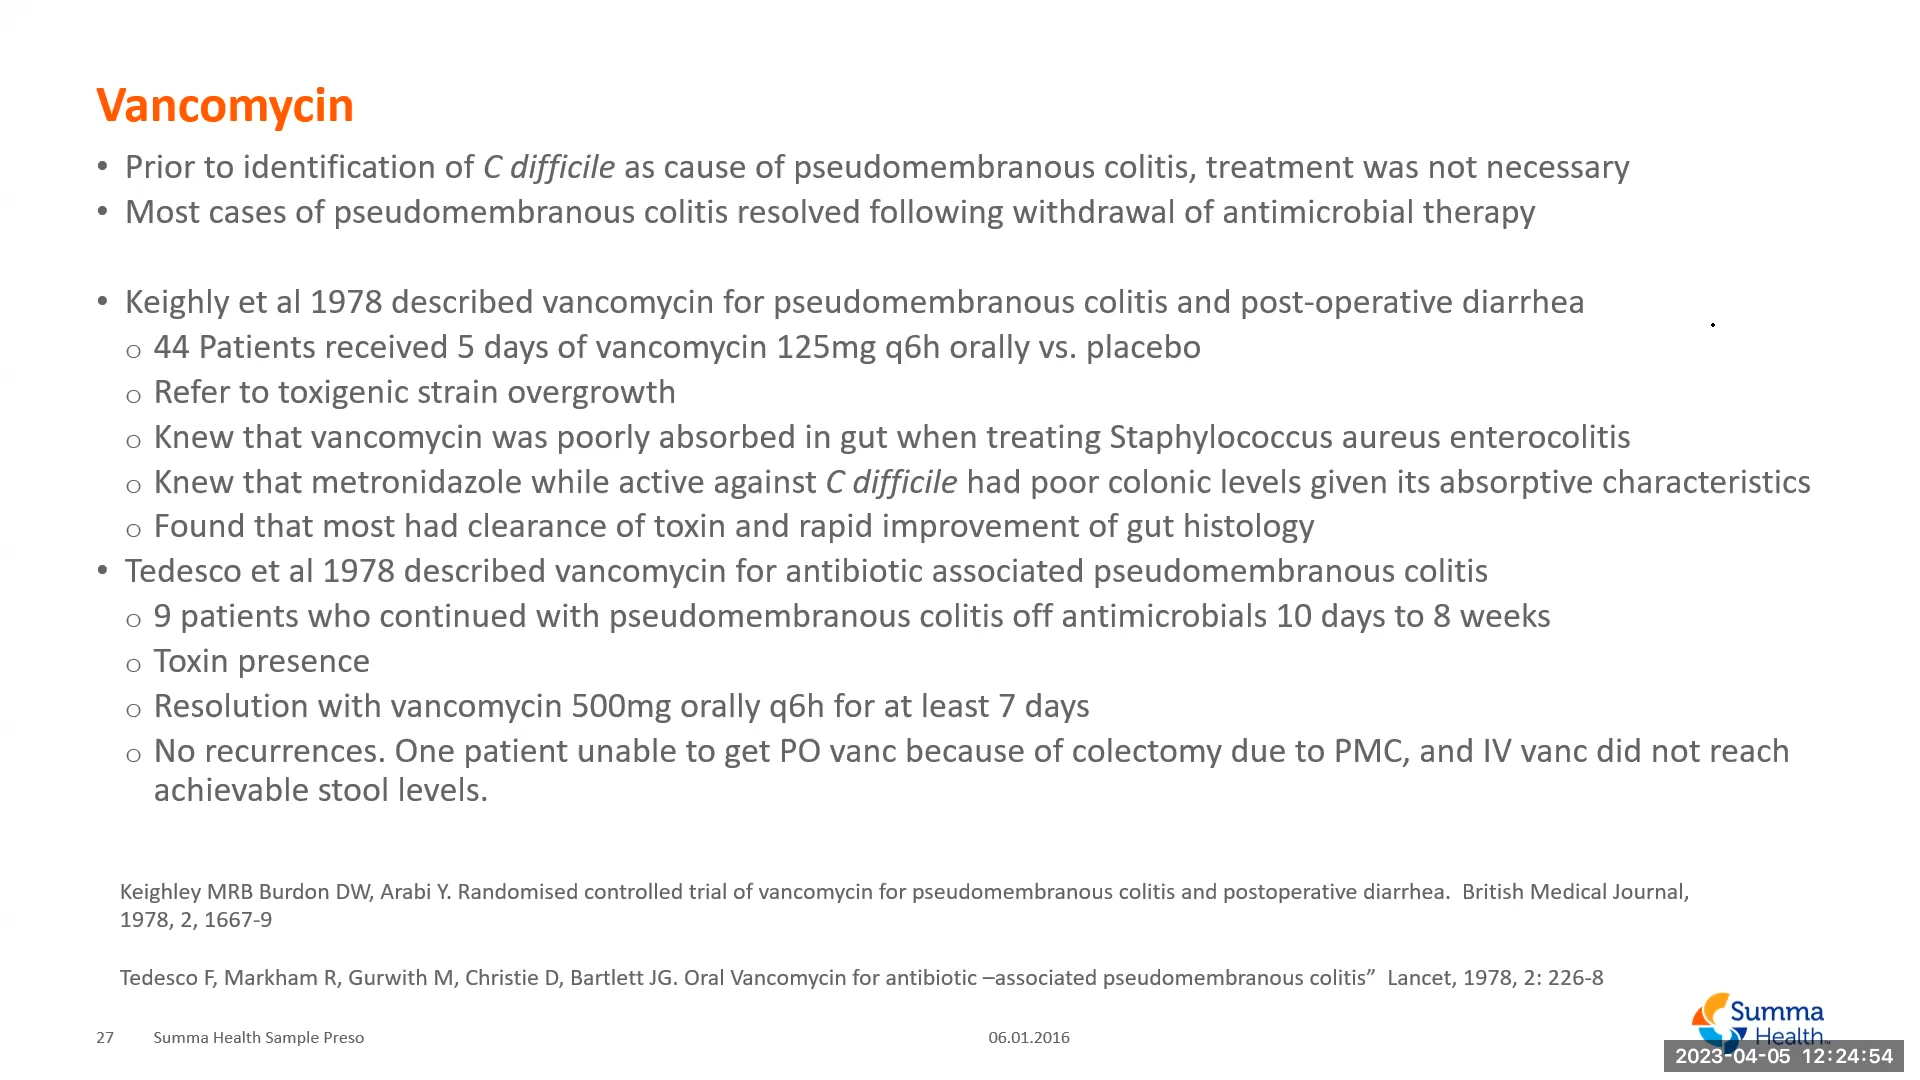 Vancomycin
• Prior to identification of C difficile as cause of pseudomembranous colitis, treatment was not necessary
• Most cases of pseudomembranous colitis resolved following withdrawal of antimicrobial therapy
• Keighly et al 1978 described vancomycin for pseudomembranous colitis and post-operative diarrhea
o 44 Patients received 5 days of vancomycin 125mg q6h orally vs. placebo
o Refer to toxigenic strain overgrowth
o Knew that vancomycin was poorly absorbed in gut when treating Staphylococcus aureus enterocolitis
o Knew that metronidazole while active against C difficile had poor colonic levels given its absorptive characteristics
o Found that most had clearance of toxin and rapid improvement of gut histology
• Tedesco et al 1978 described vancomycin for antibiotic associated pseudomembranous colitis
o 9 patients who continued with pseudomembranous colitis off antimicrobials 10 days to 8 weeks
o Toxin presence
o Resolution with vancomycin 500mg orally q6h for at least 7 days
o No recurrences. One patient unable to get PO vanc because of colectomy due to PMC, and IV vanc did not reach
achievable stool levels.
Keighley MRB Burdon DW, Arabi Y. Randomised controlled trial of vancomycin for pseudomembranous colitis and postoperative diarrhea.  British Medical Journal,
1978, 2, 1667-9
Tedesco F, Markham R, Gurwith M, Christie D, Bartlett JG. Oral Vancomycin for antibiotic –associated pseudomembranous colitis”  Lancet, 1978, 2: 226-8
27 Summa Health Sample Preso 06.01.2016
Summa
Health
2023-04-05 12:24:54